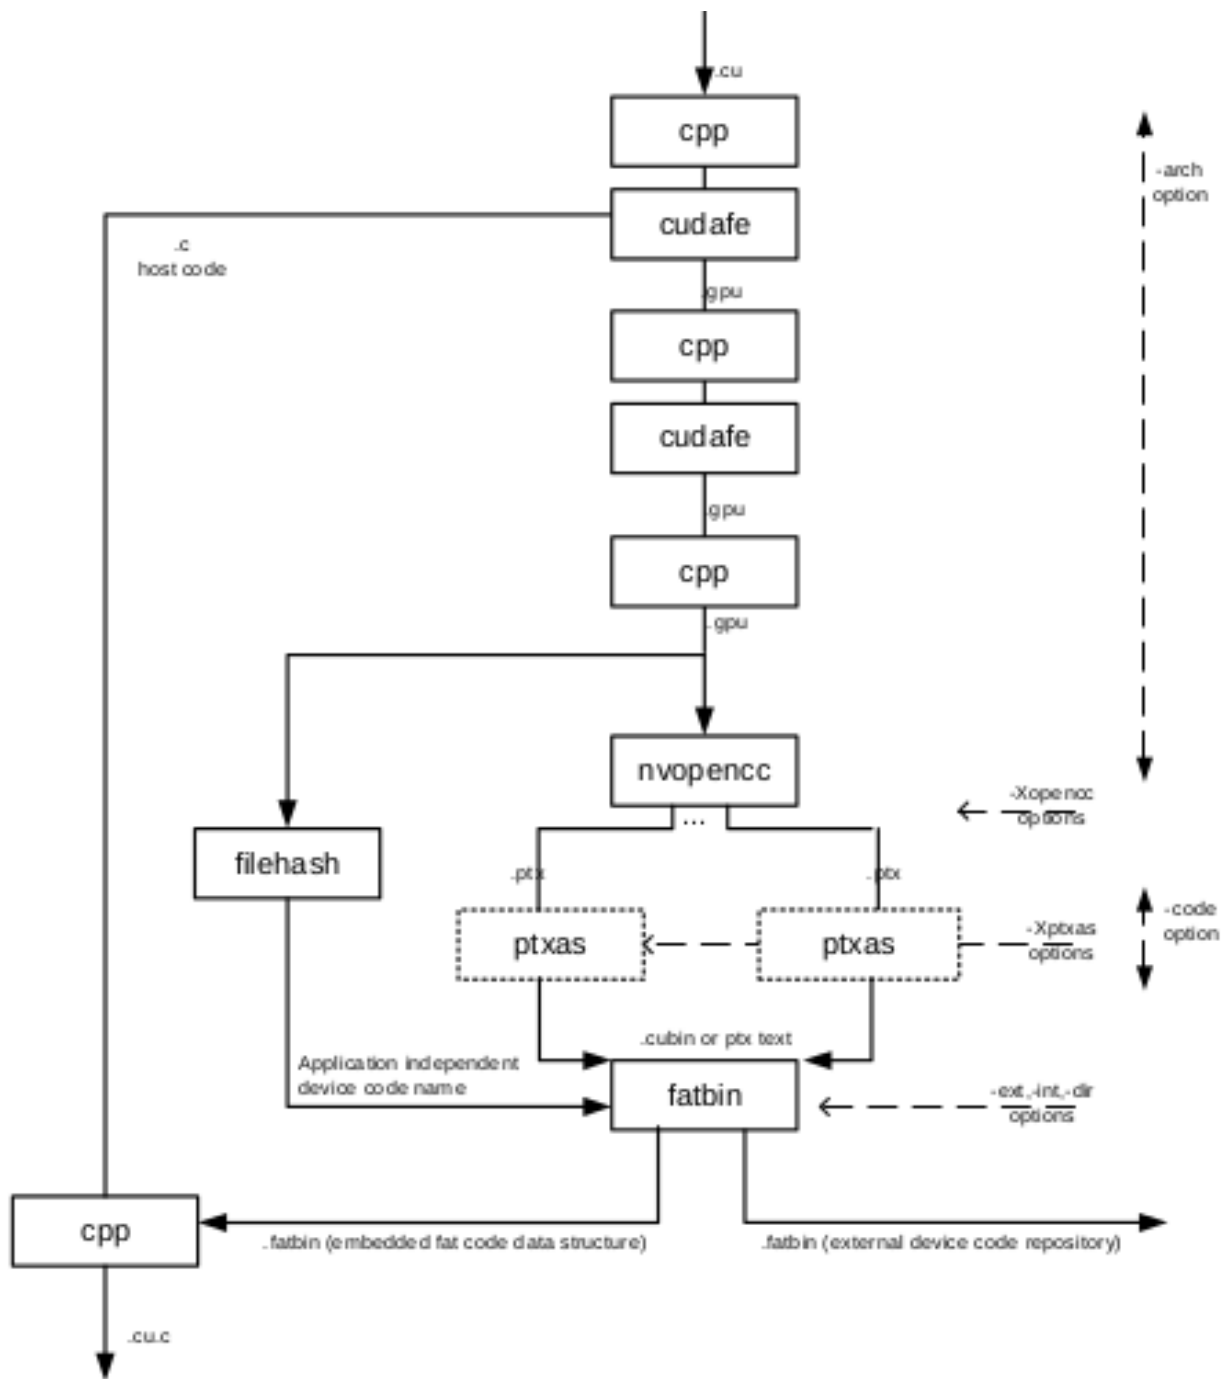 .cu
cpp
-arch
option
cudafe
.c
host code
.gpu
cpp
cudafe
.gpu
cpp
.gpu
nvopencc
...
-Xopencc
options
filehash
.ptx
.ptx
ptxas
ptxas
-Xptxas
options
-code
option
.cubin or ptx text
Application independent
device code name
fatbin
-ext,-int,-dir
options
cpp
.fatbin (embedded fat code data structure)
.fatbin (external device code repository)
.cu.c